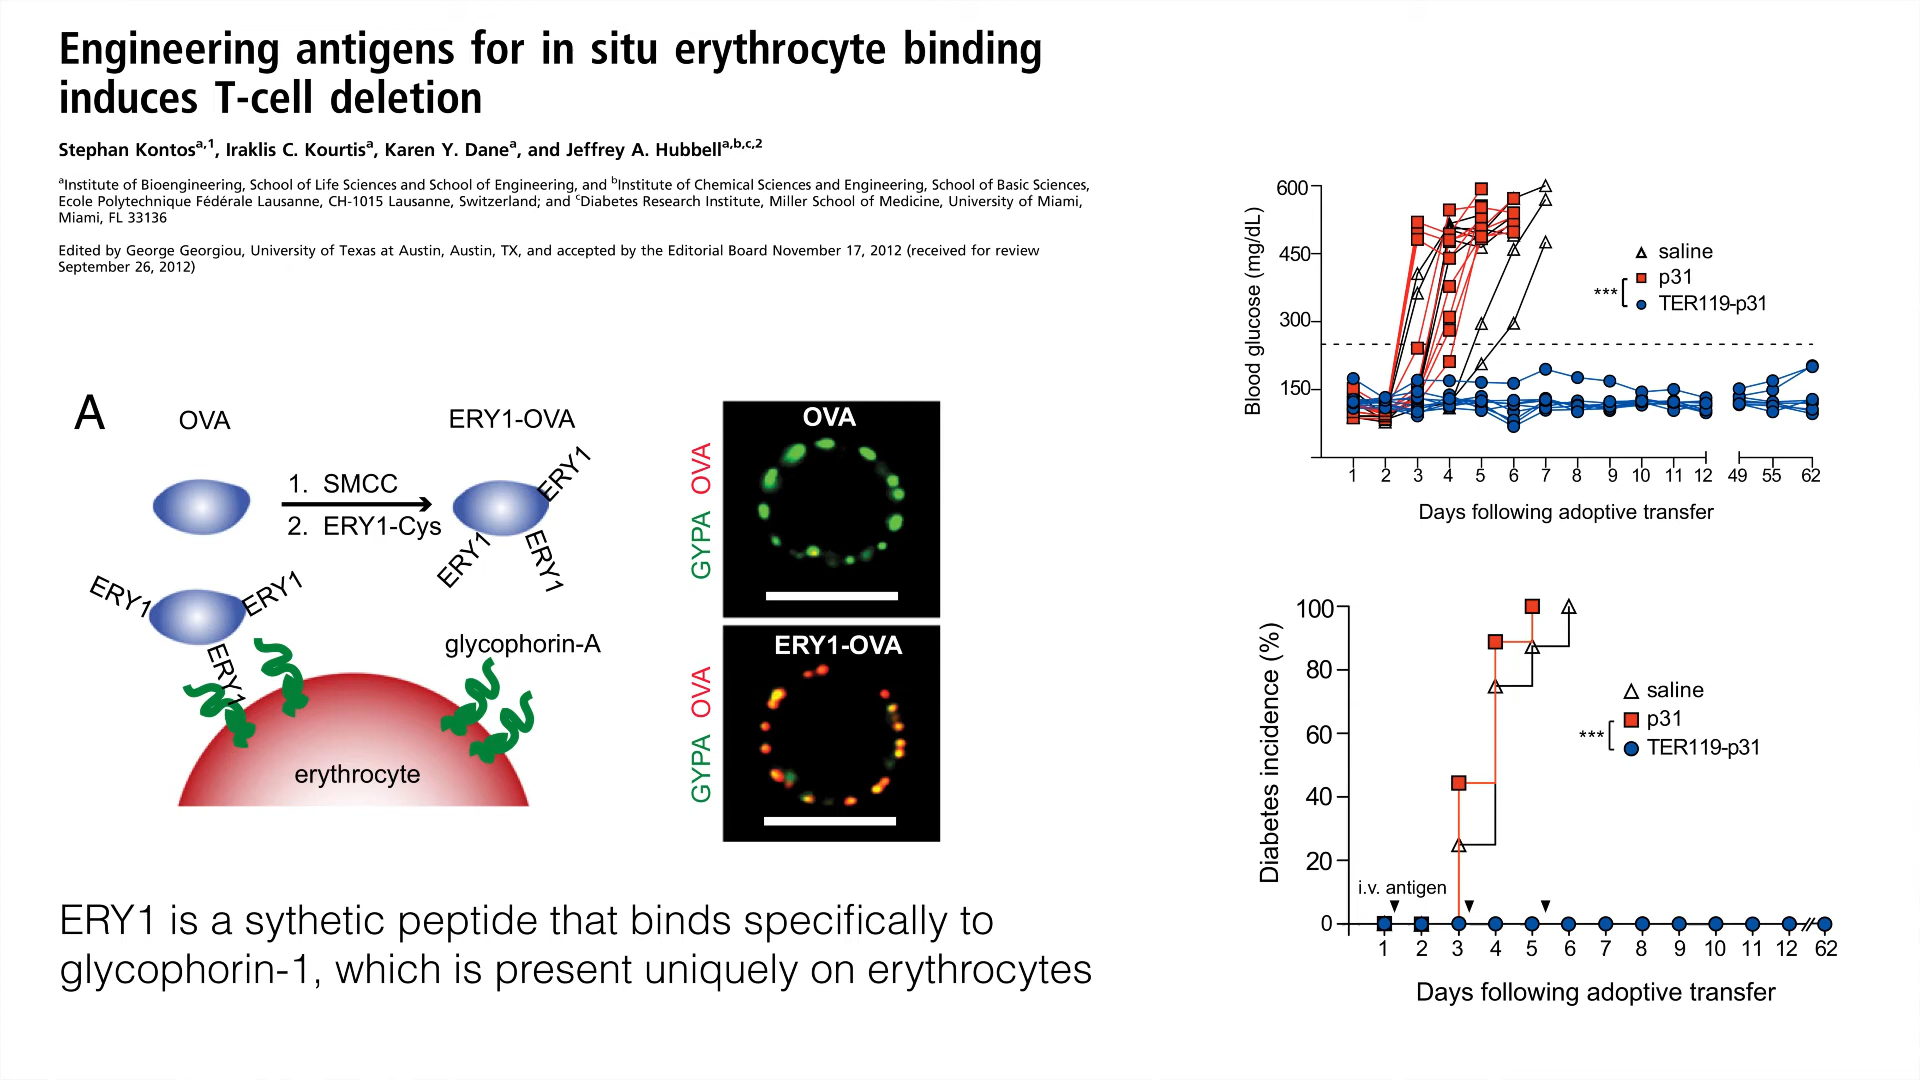 Engineering antigens for in situ erythrocyte binding
induces T-cell deletion
Stephan Kontosa,1, Iraklis C. Kourtisa, Karen Y. Danea, and Jeffrey A. Hubbella,b,c,2
aInstitute of Bioengineering, School of Life Sciences and School of Engineering, and bInstitute of Chemical Sciences and Engineering, School of Basic Sciences,
Ecole Polytechnique Fédérale Lausanne, CH-1015 Lausanne, Switzerland; and cDiabetes Research Institute, Miller School of Medicine, University of Miami,
Miami, FL 33136
Edited by George Georgiou, University of Texas at Austin, Austin, TX, and accepted by the Editorial Board November 17, 2012 (received for review
September 26, 2012)
A
OVA
ERY1-OVA
1. SMCC
2. ERY1-Cys
ERY1
ERY1
ERY1
ERY1
ERY1
ERY1
glycophorin-A
erythrocyte
OVA
GYPA OVA
ERY1-OVA
GYPA OVA
ERY1 is a sythetic peptide that binds specifically to
glycophorin-1, which is present uniquely on erythrocytes
Blood glucose (mg/dL)
600
450
300
150
saline
p31
***
TER119-p31
1 2 3 4 5 6 7 8 9 10 11 12 49 55 62
Days following adoptive transfer
Diabetes incidence (%)
100
80
60
40
20
0
saline
p31
***
TER119-p31
i.v. antigen
1 2 3 4 5 6 7 8 9 10 11 12 62
Days following adoptive transfer